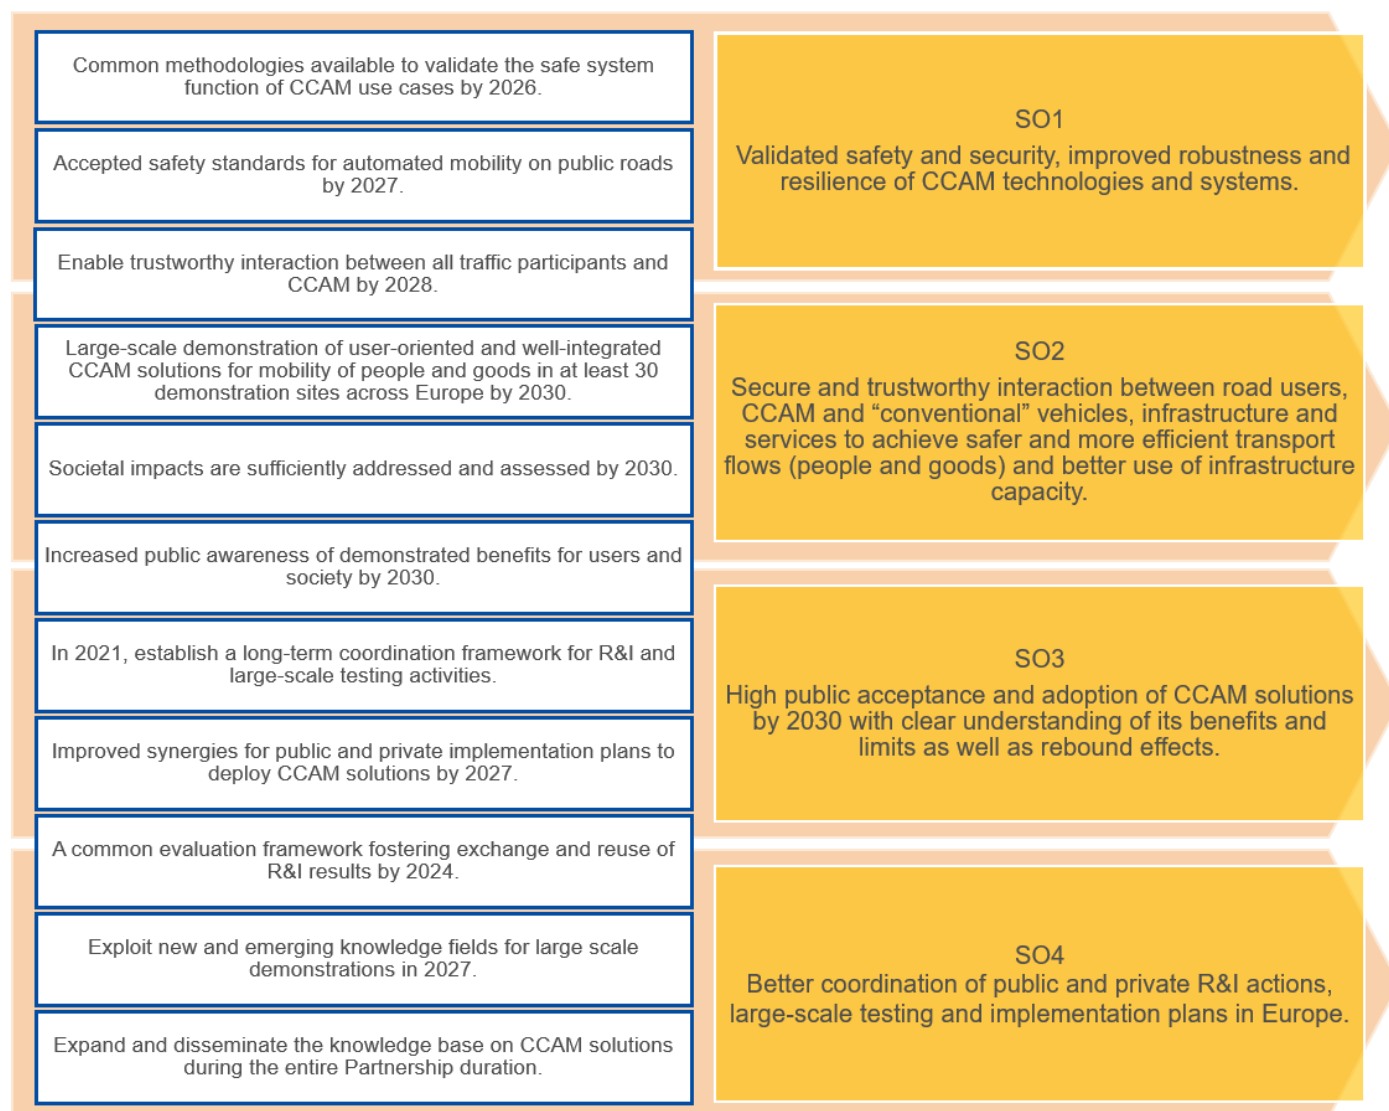 Common methodologies available to validate the safe system
function of CCAM use cases by 2026.
Accepted safety standards for automated mobility on public roads
by 2027.
Enable trustworthy interaction between all traffic participants and
CCAM by 2028.
Large-scale demonstration of user-oriented and well-integrated
CCAM solutions for mobility of people and goods in at least 30
demonstration sites across Europe by 2030.
Societal impacts are sufficiently addressed and assessed by 2030.
Increased public awareness of demonstrated benefits for users and
society by 2030.
In 2021, establish a long-term coordination framework for R&I and
large-scale testing activities.
Improved synergies for public and private implementation plans to
deploy CCAM solutions by 2027.
A common evaluation framework fostering exchange and reuse of
R&I results by 2024.
Exploit new and emerging knowledge fields for large scale
demonstrations in 2027.
Expand and disseminate the knowledge base on CCAM solutions
during the entire Partnership duration.
SO1
Validated safety and security, improved robustness and
resilience of CCAM technologies and systems.
SO2
Secure and trustworthy interaction between road users,
CCAM and “conventional” vehicles, infrastructure and
services to achieve safer and more efficient transport
flows (people and goods) and better use of infrastructure
capacity.
SO3
High public acceptance and adoption of CCAM solutions
by 2030 with clear understanding of its benefits and
limits as well as rebound effects.
SO4
Better coordination of public and private R&I actions,
large-scale testing and implementation plans in Europe.